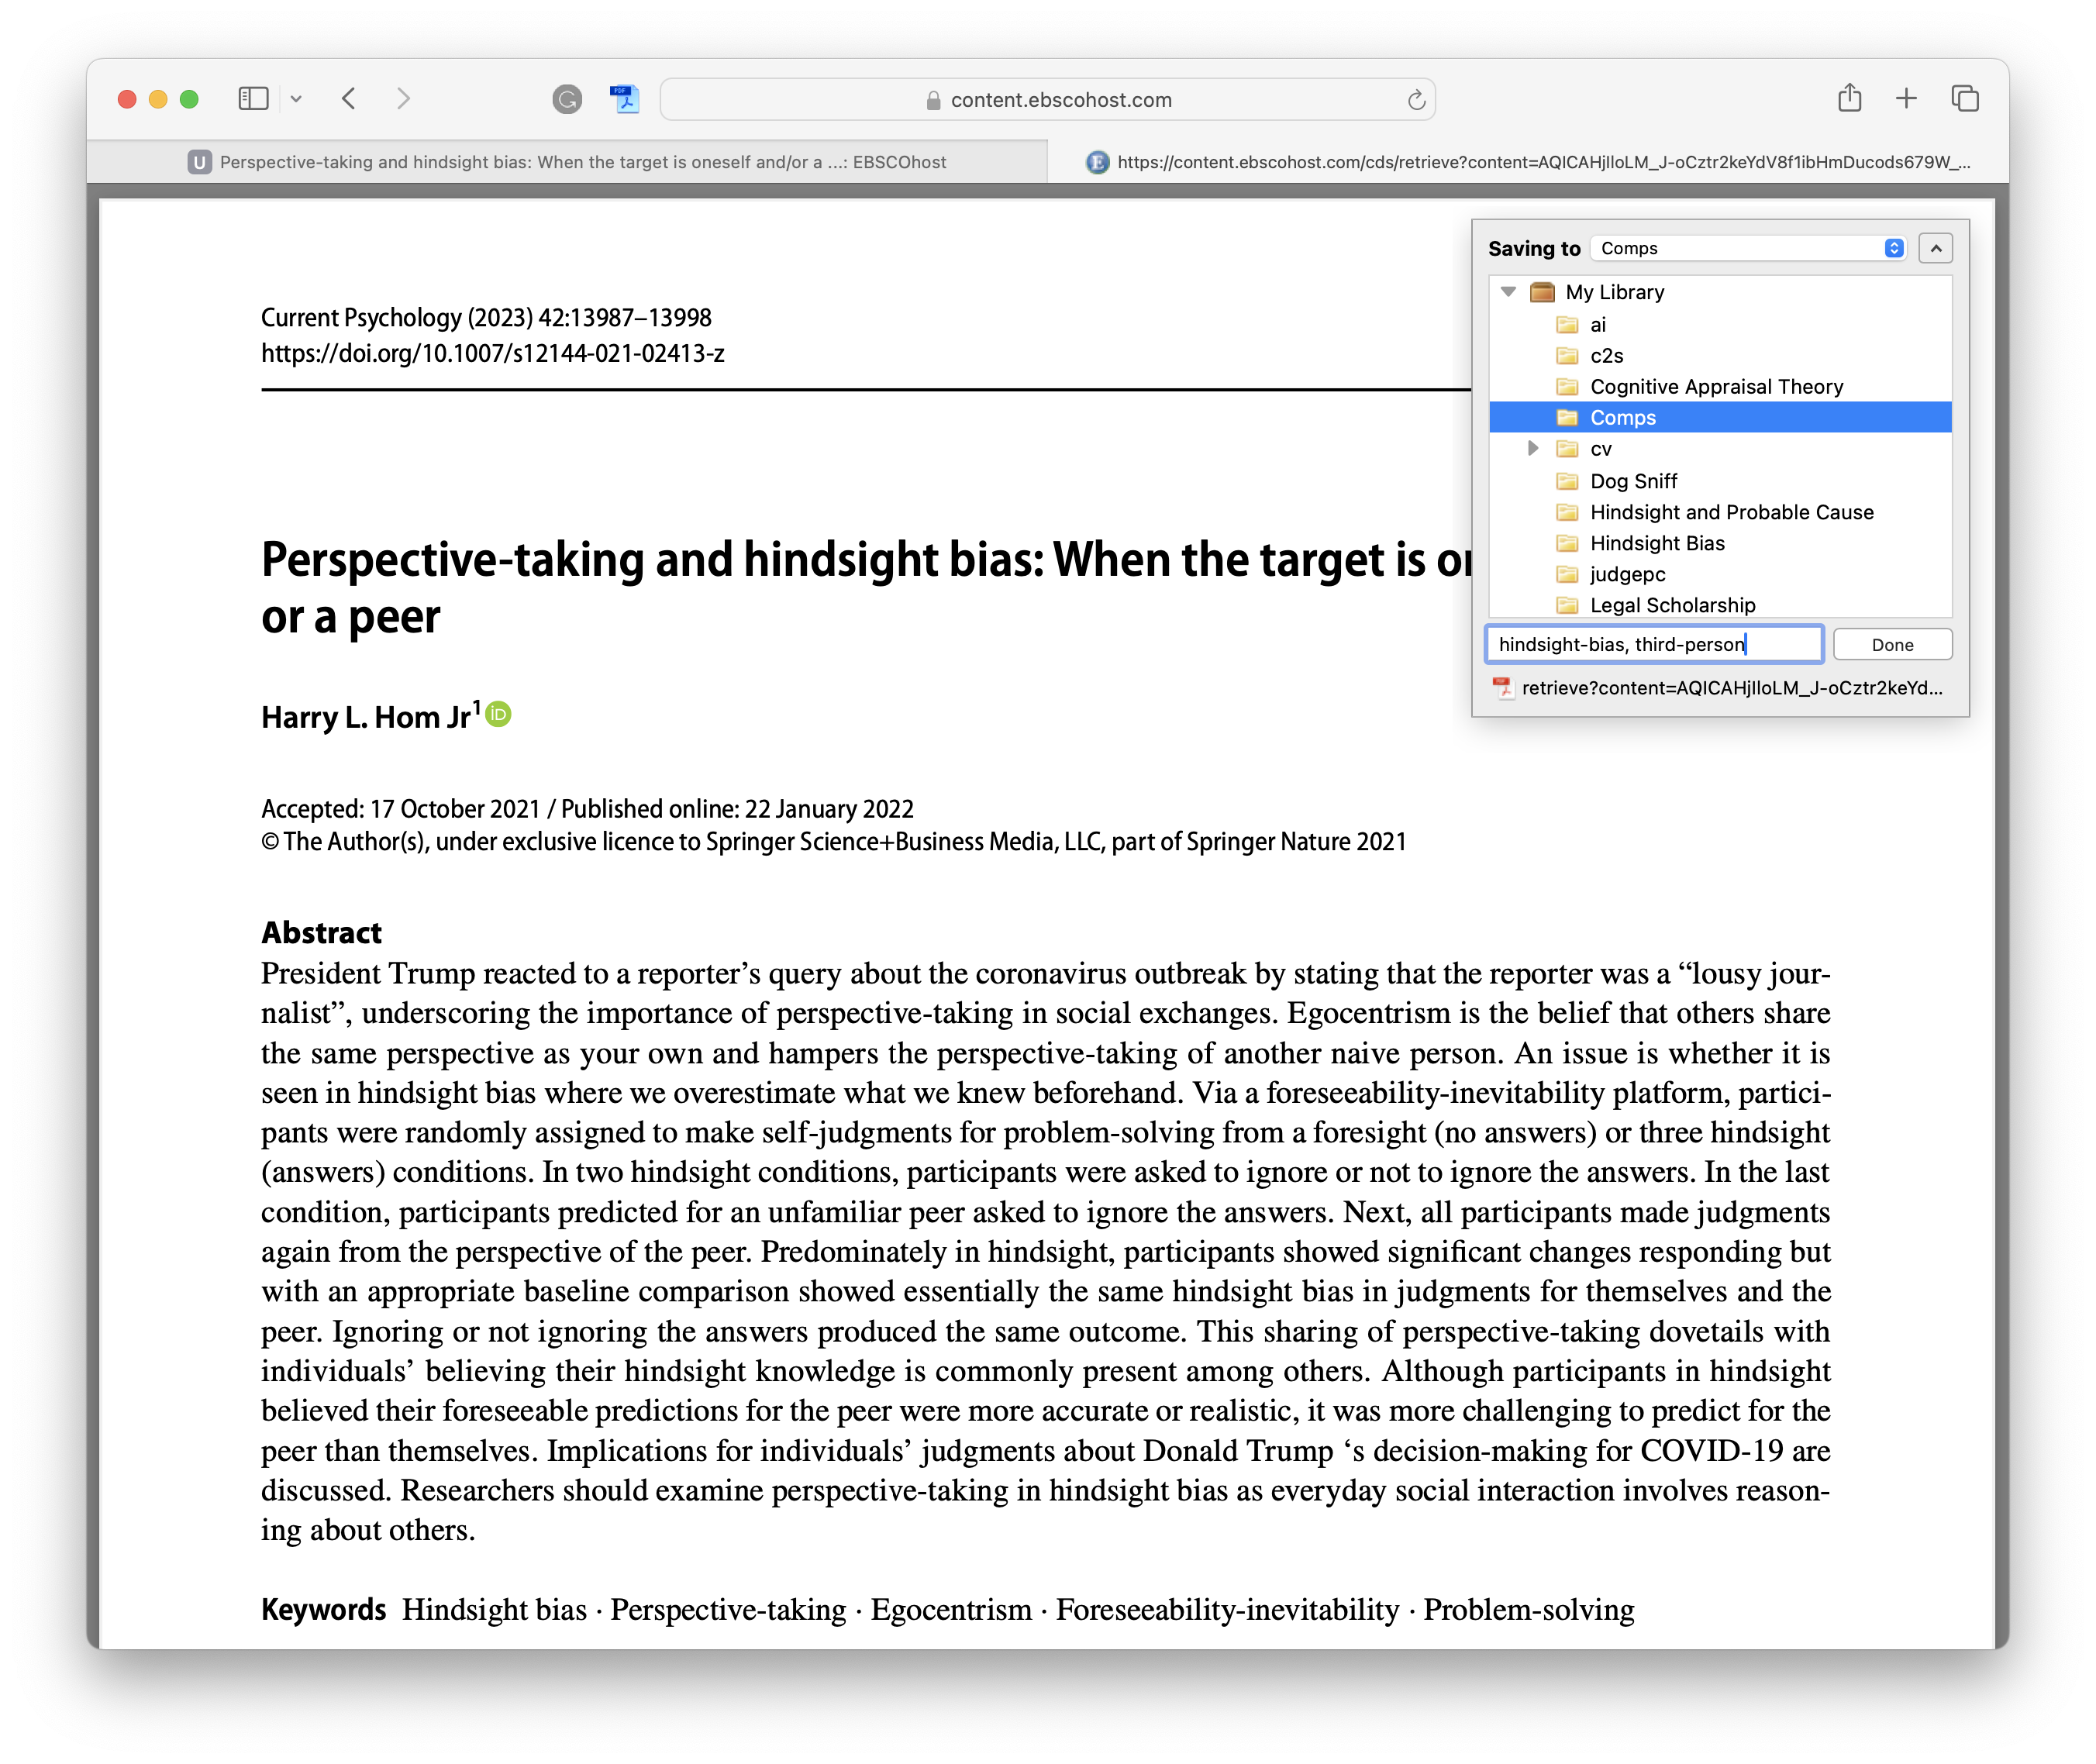 content.ebscohost.com
U Perspective-taking and hindsight bias: When the target is oneself and/or a ...: EBSCOhost
https://content.ebscohost.com/cds/retrieve?content=AQICAHjIIoLM_J-oCztr2keYdV8f1ibHmDucods679W_...
Current Psychology (2023) 42:13987–13998
https://doi.org/10.1007/s12144-021-02413-z
Perspective-taking and hindsight bias: When the target is
or a peer
Harry L. Hom Jr1 iD
Accepted: 17 October 2021 / Published online: 22 January 2022
© The Author(s), under exclusive licence to Springer Science+Business Media, LLC, part of Springer Nature 2021
Abstract
President Trump reacted to a reporter’s query about the coronavirus outbreak by stating that the reporter was a “lousy jour-
nalist”, underscoring the importance of perspective-taking in social exchanges. Egocentrism is the belief that others share
the same perspective as your own and hampers the perspective-taking of another naive person. An issue is whether it is
seen in hindsight bias where we overestimate what we knew beforehand. Via a foreseeability-inevitability platform, partici-
pants were randomly assigned to make self-judgments for problem-solving from a foresight (no answers) or three hindsight
(answers) conditions. In two hindsight conditions, participants were asked to ignore or not to ignore the answers. In the last
condition, participants predicted for an unfamiliar peer asked to ignore the answers. Next, all participants made judgments
again from the perspective of the peer. Predominately in hindsight, participants showed significant changes responding but
with an appropriate baseline comparison showed essentially the same hindsight bias in judgments for themselves and the
peer. Ignoring or not ignoring the answers produced the same outcome. This sharing of perspective-taking dovetails with
individuals’ believing their hindsight knowledge is commonly present among others. Although participants in hindsight
believed their foreseeable predictions for the peer were more accurate or realistic, it was more challenging to predict for the
peer than themselves. Implications for individuals’ judgments about Donald Trump ‘s decision-making for COVID-19 are
discussed. Researchers should examine perspective-taking in hindsight bias as everyday social interaction involves reason-
ing about others.
Keywords Hindsight bias · Perspective-taking · Egocentrism · Foreseeability-inevitability · Problem-solving
Saving to Comps
My Library
ai
c2s
Cognitive Appraisal Theory
Comps
cv
Dog Sniff
Hindsight and Probable Cause
Hindsight Bias
judgepc
Legal Scholarship
hindsight-bias, third-person
Done
retrieve?content=AQICAHjIIoLM_J-oCztr2keYd...